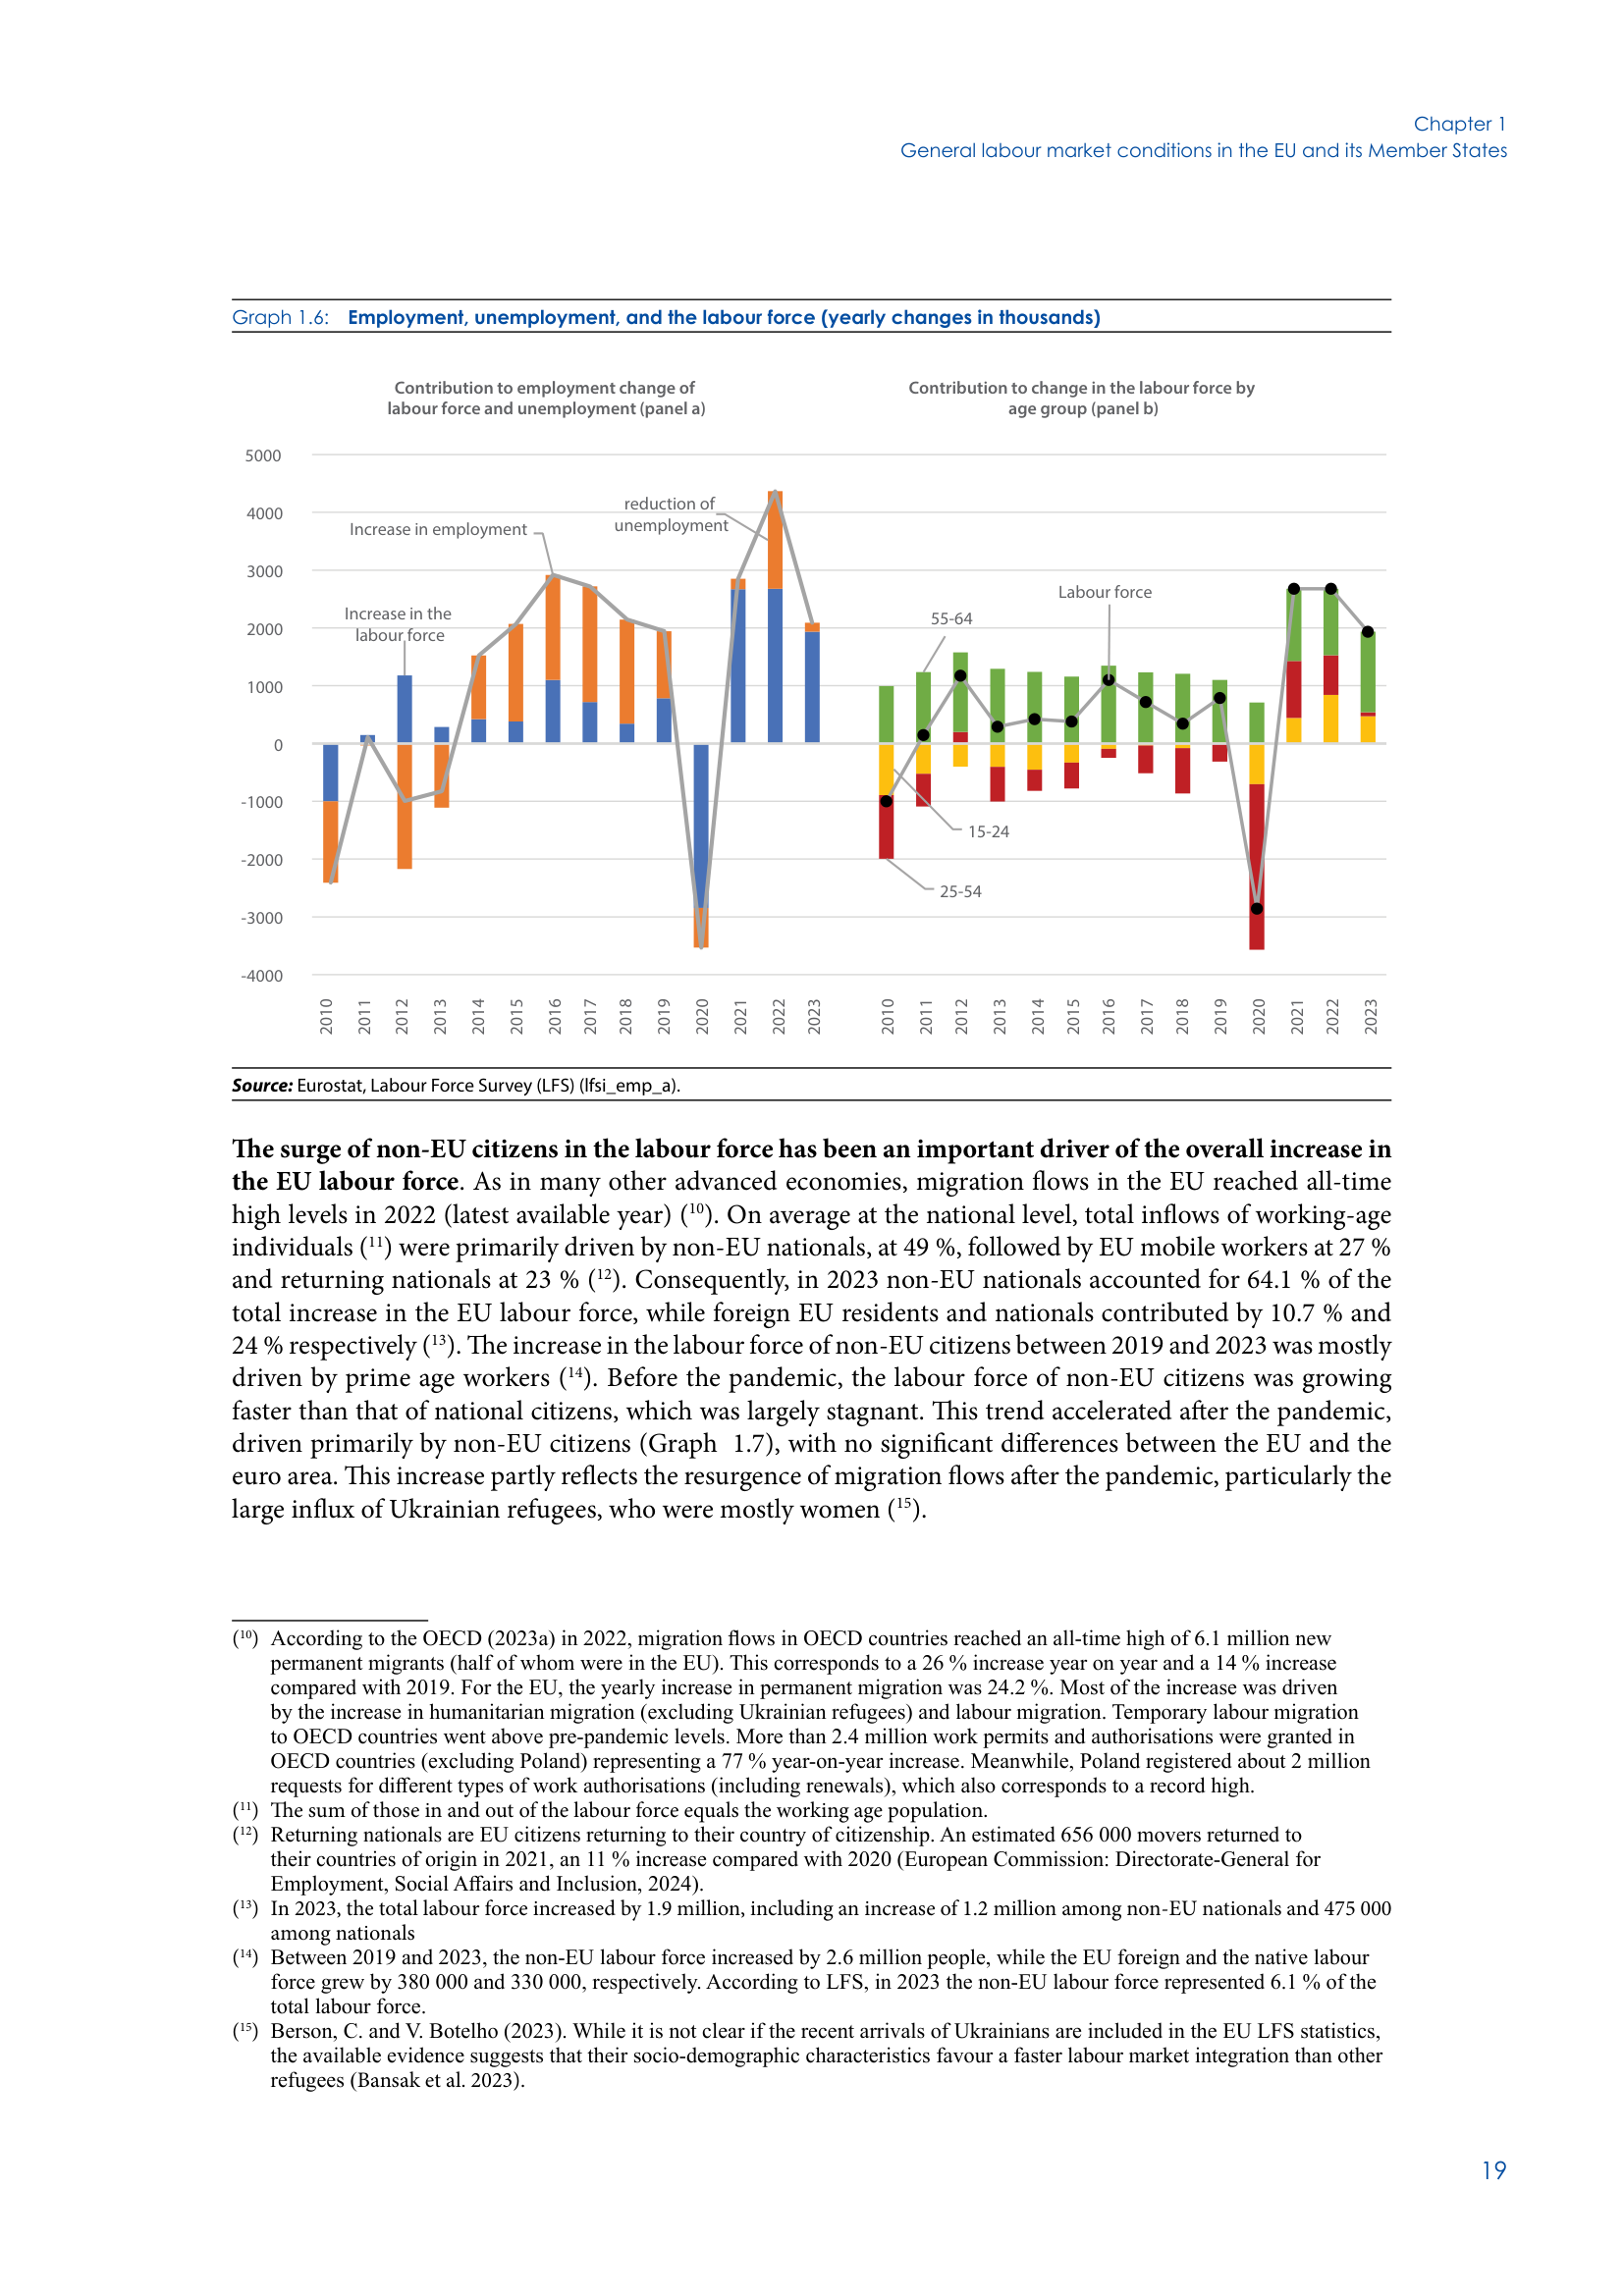 Chapter 1
General labour market conditions in the EU and its Member States
Graph 1.6: Employment, unemployment, and the labour force (yearly changes in thousands)
Contribution to employment change of
labour force and unemployment (panel a)
Contribution to change in the labour force by
age group (panel b)
5000
4000
3000
2000
1000
0
-1000
-2000
-3000
-4000
Increase in employment
reduction of
unemployment
Increase in the
labour force
Labour force
55-64
15-24
25-54
2010 2011 2012 2013 2014 2015 2016 2017 2018 2019 2020 2021 2022 2023
2010 2011 2012 2013 2014 2015 2016 2017 2018 2019 2020 2021 2022 2023
Source: Eurostat, Labour Force Survey (LFS) (lfsi_emp_a).
The surge of non-EU citizens in the labour force has been an important driver of the overall increase in
the EU labour force. As in many other advanced economies, migration flows in the EU reached all-time
high levels in 2022 (latest available year) (10). On average at the national level, total inflows of working-age
individuals (11) were primarily driven by non-EU nationals, at 49 %, followed by EU mobile workers at 27 %
and returning nationals at 23 % (12). Consequently, in 2023 non-EU nationals accounted for 64.1 % of the
total increase in the EU labour force, while foreign EU residents and nationals contributed by 10.7 % and
24 % respectively (13). The increase in the labour force of non-EU citizens between 2019 and 2023 was mostly
driven by prime age workers (14). Before the pandemic, the labour force of non-EU citizens was growing
faster than that of national citizens, which was largely stagnant. This trend accelerated after the pandemic,
driven primarily by non-EU citizens (Graph 1.7), with no significant differences between the EU and the
euro area. This increase partly reflects the resurgence of migration flows after the pandemic, particularly the
large influx of Ukrainian refugees, who were mostly women (15).
(10) According to the OECD (2023a) in 2022, migration flows in OECD countries reached an all-time high of 6.1 million new
permanent migrants (half of whom were in the EU). This corresponds to a 26 % increase year on year and a 14 % increase
compared with 2019. For the EU, the yearly increase in permanent migration was 24.2 %. Most of the increase was driven
by the increase in humanitarian migration (excluding Ukrainian refugees) and labour migration. Temporary labour migration
to OECD countries went above pre-pandemic levels. More than 2.4 million work permits and authorisations were granted in
OECD countries (excluding Poland) representing a 77 % year-on-year increase. Meanwhile, Poland registered about 2 million
requests for different types of work authorisations (including renewals), which also corresponds to a record high.
(11) The sum of those in and out of the labour force equals the working age population.
(12) Returning nationals are EU citizens returning to their country of citizenship. An estimated 656 000 movers returned to
their countries of origin in 2021, an 11 % increase compared with 2020 (European Commission: Directorate-General for
Employment, Social Affairs and Inclusion, 2024).
(13) In 2023, the total labour force increased by 1.9 million, including an increase of 1.2 million among non-EU nationals and 475 000
among nationals
(14) Between 2019 and 2023, the non-EU labour force increased by 2.6 million people, while the EU foreign and the native labour
force grew by 380 000 and 330 000, respectively. According to LFS, in 2023 the non-EU labour force represented 6.1 % of the
total labour force.
(15) Berson, C. and V. Botelho (2023). While it is not clear if the recent arrivals of Ukrainians are included in the EU LFS statistics,
the available evidence suggests that their socio-demographic characteristics favour a faster labour market integration than other
refugees (Bansak et al. 2023).
19